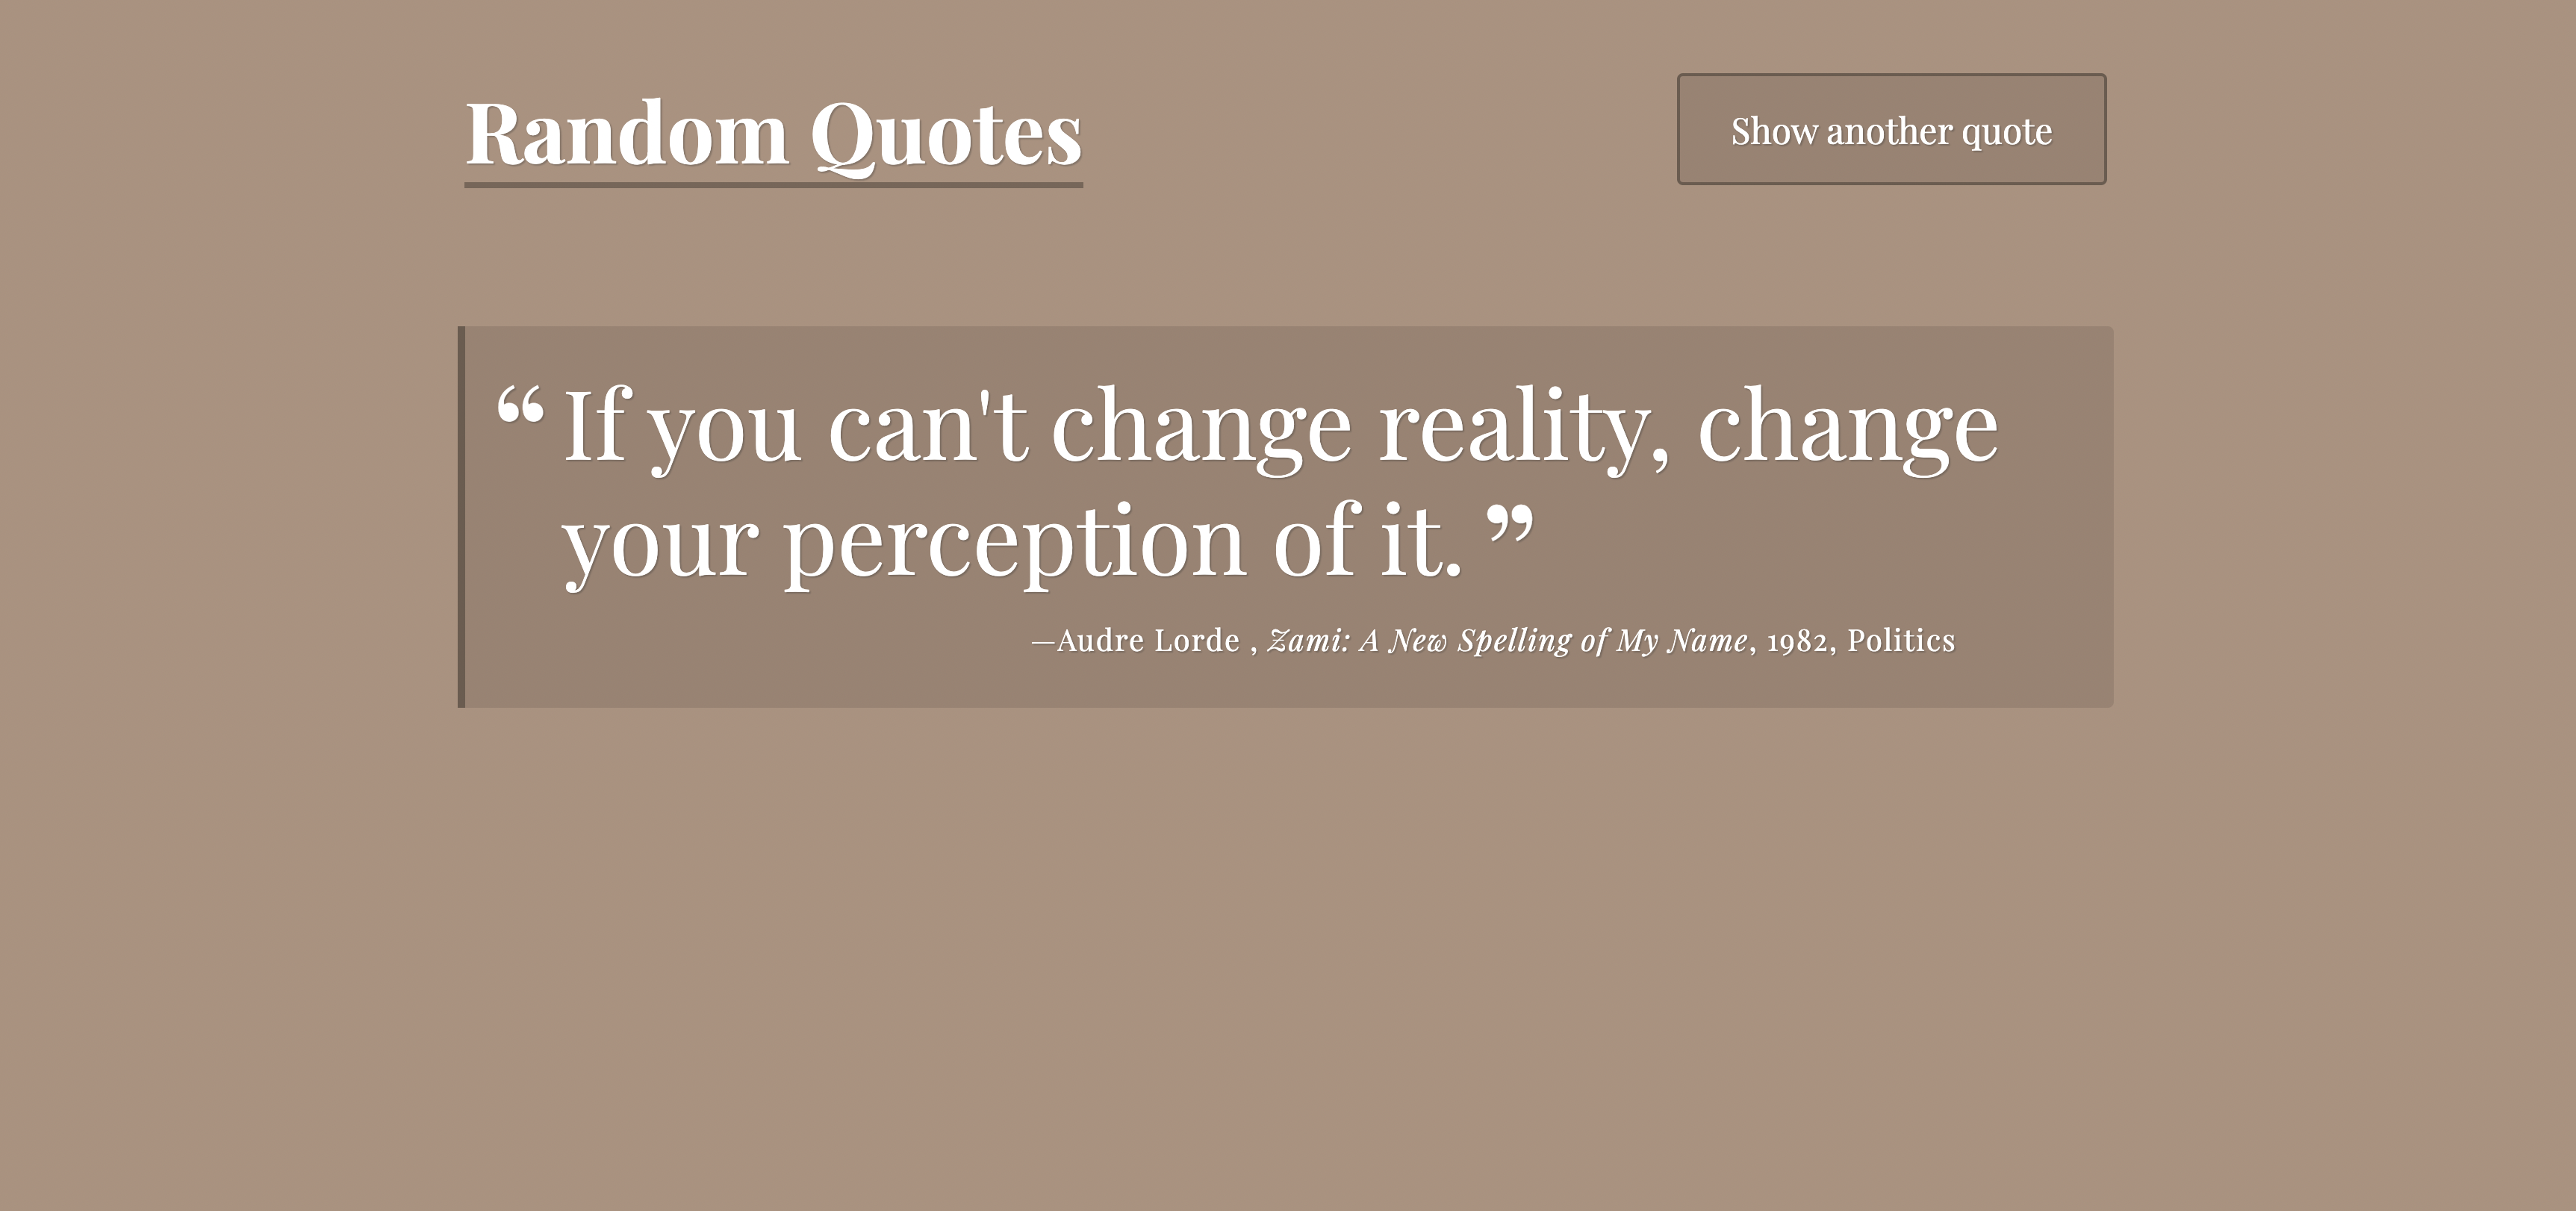 Random Quotes
Show another quote
“ If you can't change reality, change
your perception of it. ”
—Audre Lorde , Zami: A New Spelling of My Name, 1982, Politics